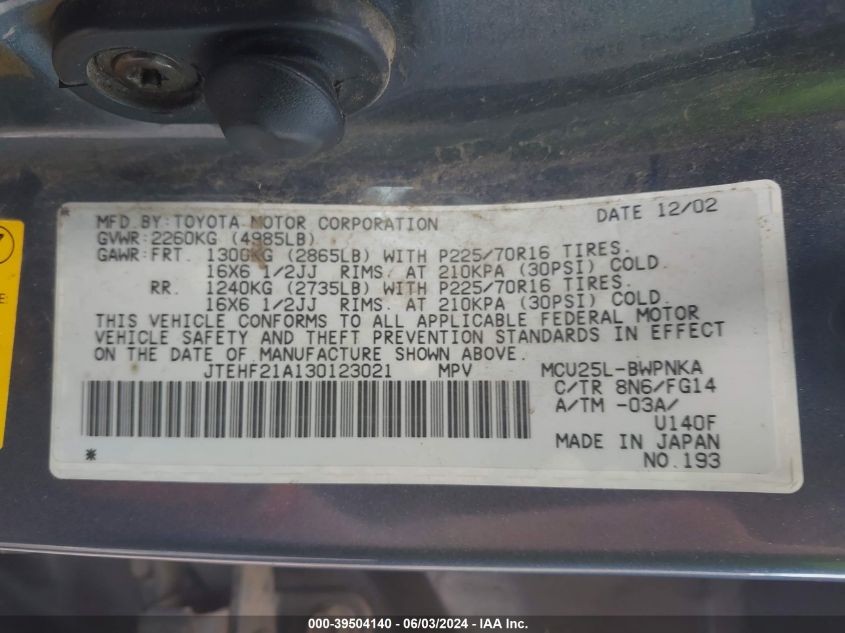 MFD BY:TOYOTA MOTOR CORPORATION DATE 12/02
GVWR:2260KG (4985LB)
GAWR:FRT. 1300KG (2865LB) WITH P225/70R16 TIRES.
16X6 1/2JJ RIMS. AT 210KPA (30PSI) COLD
RR. 1240KG (2735LB) WITH P225/70R16 TIRES.
16X6 1/2JJ RIMS. AT 210KPA (30PSI) COLD.
THIS VEHICLE CONFORMS TO ALL APPLICABLE FEDERAL MOTOR
VEHICLE SAFETY AND THEFT PREVENTION STANDARDS IN EFFECT
ON THE DATE OF MANUFACTURE SHOWN ABOVE.
JTEHF21A130123021 MPV MCU25L-BWPNKA
C/TR 8N6/FG14
A/TM -03A/
U140F
MADE IN JAPAN
NO.193
E:
000-39504140 - 06/03/2024 - IAAI.com